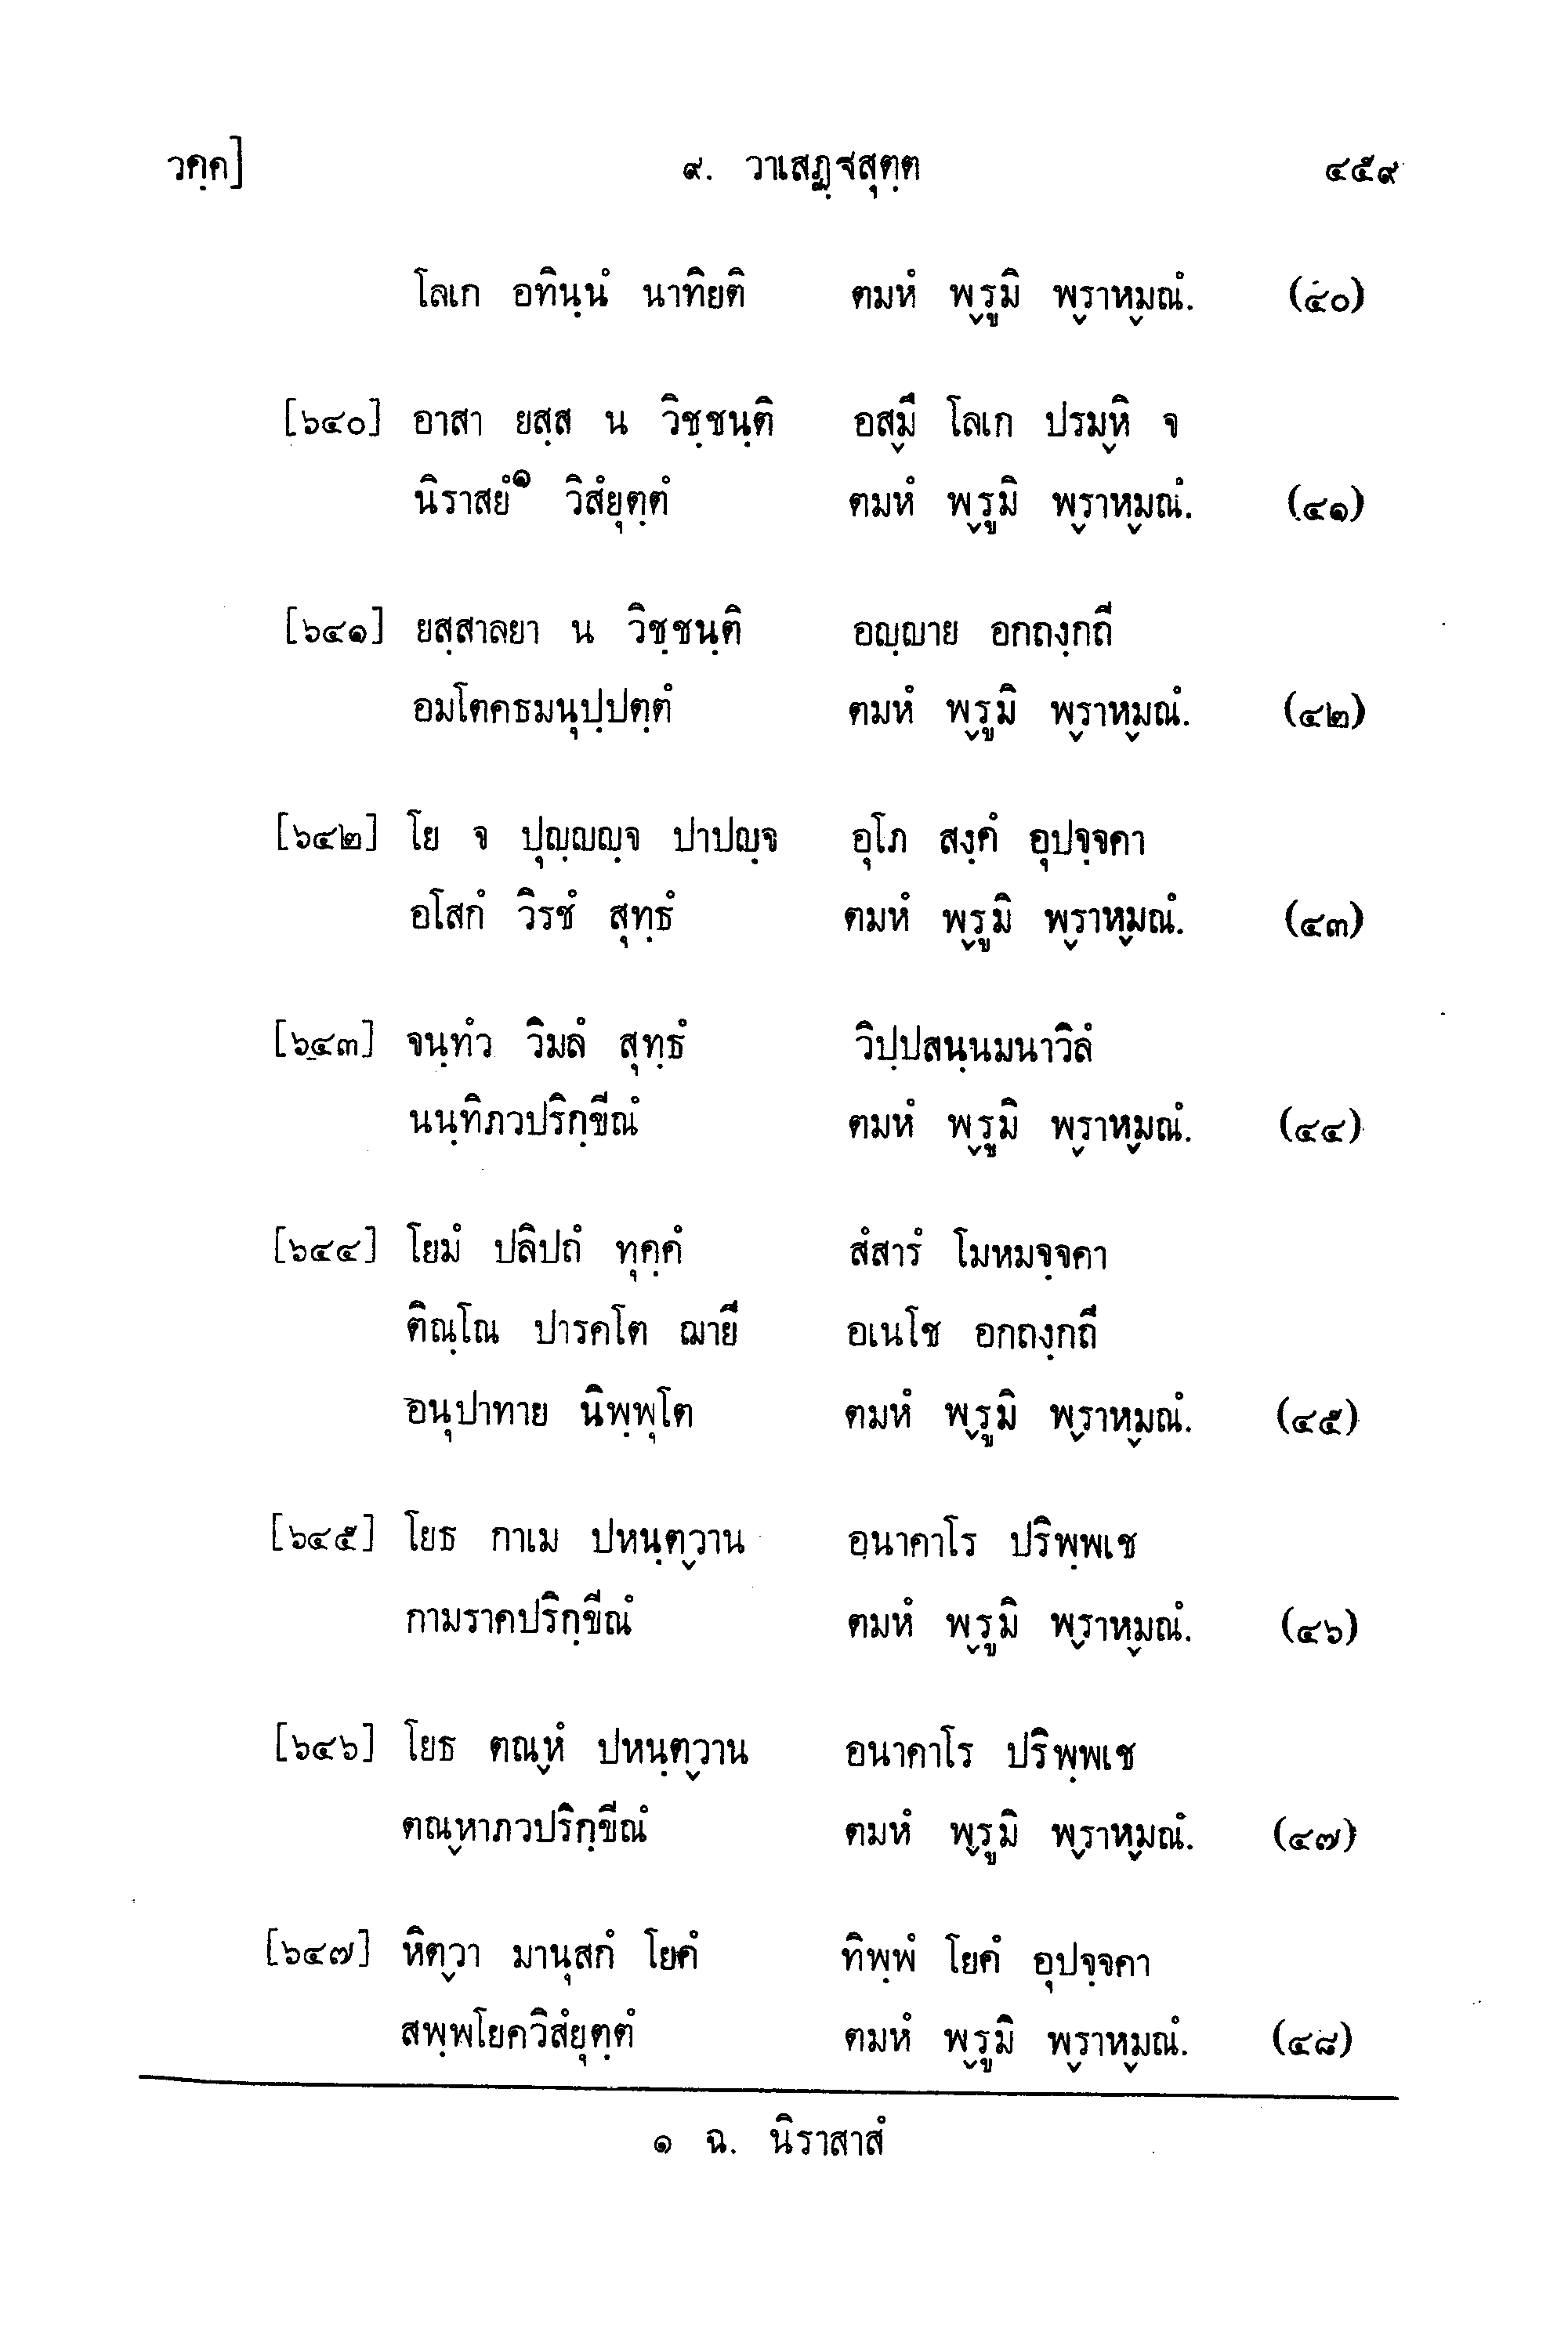 วคฺค] ๙. วาเสฏฺฐสุตฺต ๔๕๙
โลเก อทินฺนํ นาทิยติ ตมหํ พฺรูมิ พฺราหฺมณํ. (๔๐)
[๖๔๐] อาสา ยสฺส น วิชฺชนฺติ อสฺมึ โลเก ปรมฺหิ จ
นิราสยํ๑ วิสํยุตฺตํ ตมหํ พฺรูมิ พฺราหฺมณํ. (๔๑)
[๖๔๑] ยสฺสาลยา น วิชฺชนฺติ อญฺญาย อกถงฺกถี
อมโตคธมนุปฺปตฺตํ ตมหํ พฺรูมิ พฺราหฺมณํ. (๔๒)
[๖๔๒] โย จ ปุญฺญญฺจ ปาปญฺจ อุโภ สงฺคํ อุปจฺจคา
อโสกํ วิรชํ สุทฺธํ ตมหํ พฺรูมิ พฺราหฺมณํ. (๔๓)
[๖๔๓] จนฺทํว วิมลํ สุทฺธํ วิปฺปสนฺนมนาวิลํ
นนฺทิภวปริกฺขีณํ ตมหํ พฺรูมิ พฺราหฺมณํ. (๔๔)
[๖๔๔] โยมํ ปลิปถํ ทุคฺคํ สํสารํ โมหมจฺจคา
ติณฺโณ ปารคโต ฌายี อเนโช อกถงฺกถี
อนุปาทาย นิพฺพุโต ตมหํ พฺรูมิ พฺราหฺมณํ. (๔๕)
[๖๔๕] โยธ กาเม ปหนฺตฺวาน อนาคาโร ปริพฺพเช
กามราคปริกฺขีณํ ตมหํ พฺรูมิ พฺราหฺมณํ. (๔๖)
[๖๔๖] โยธ ตณฺหํ ปหนฺตฺวาน อนาคาโร ปริพฺพเช
ตณฺหาภวปริกฺขีณํ ตมหํ พฺรูมิ พฺราหฺมณํ. (๔๗)
[๖๔๗] หิตฺวา มานุสกํ โยคํ ทิพฺพํ โยคํ อุปจฺจคา
สพฺพโยควิสํยุตฺตํ ตมหํ พฺรูมิ พฺราหฺมณํ. (๔๘)
๑ ฉ. นิราสาสํ